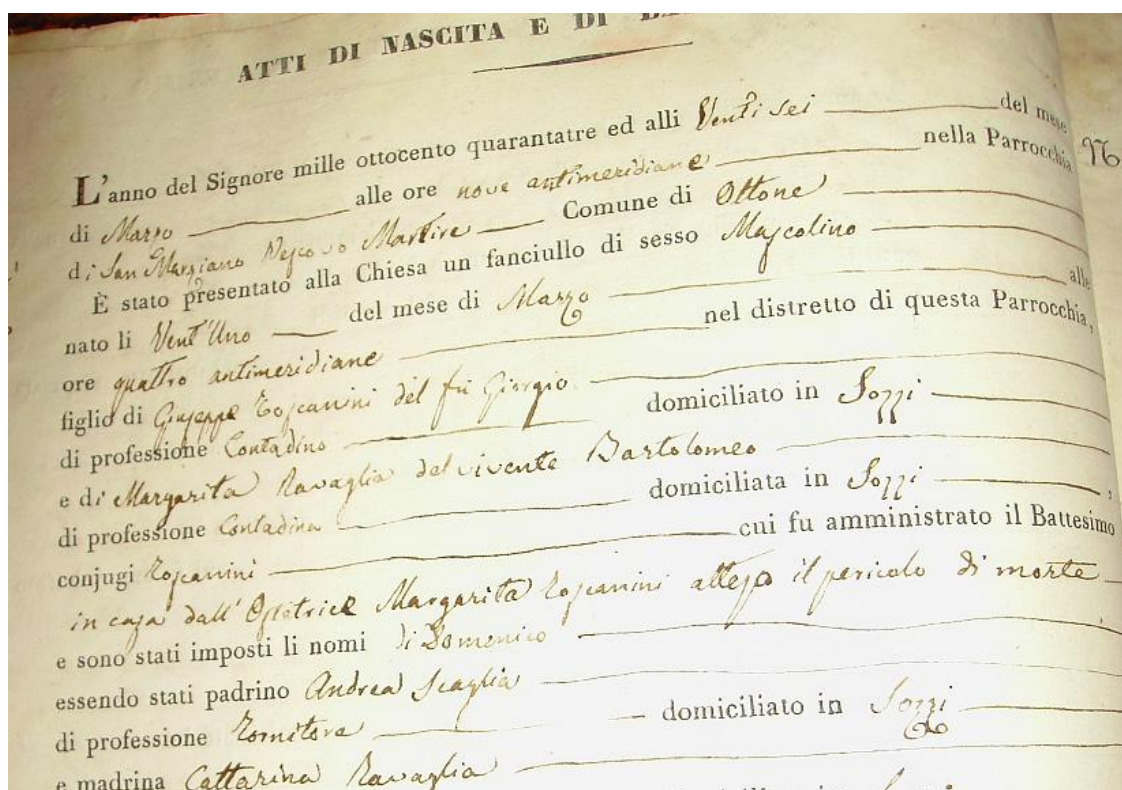 ATTI DI NASCITA E DI
L'anno del Signore mille ottocento quarantatre ed alli Venti sei del mese
di Marzo alle ore nove antimeridiane nella Parrocchia
di San Marziano Vescovo Martire Comune di Ottone
È stato presentato alla Chiesa un fanciullo di sesso Mascolino
nato li Vent'Uno del mese di Marzo alle
ore quattro antimeridiane nel distretto di questa Parrocchia,
figlio di Giuseppe Toscanini del fu Giorgio
di professione Contadino domiciliato in Sozzi
e di Margarita Ravaglia del vivente Bartolomeo
di professione Contadina domiciliata in Sozzi,
conjugi Toscanini cui fu amministrato il Battesimo
in casa dall'Ostetrice Margarita Toscanini atteso il pericolo di morte
e sono stati imposti li nomi di Domenico
essendo stati padrino Andrea Scaglia
di professione Tornitore domiciliato in Sozzi
e madrina Cattarina Ravaglia